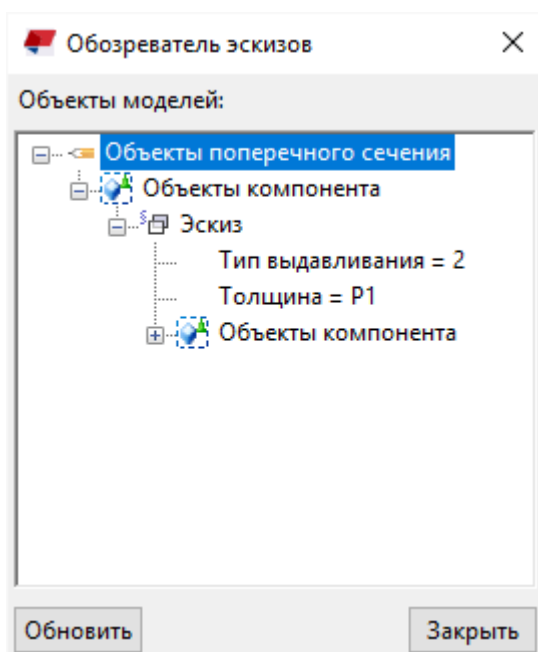 Обозреватель эскизов
Объекты моделей:
Объекты поперечного сечения
Объекты компонента
Эскиз
Тип выдавливания = 2
Толщина = P1
Объекты компонента
Обновить
Закрыть